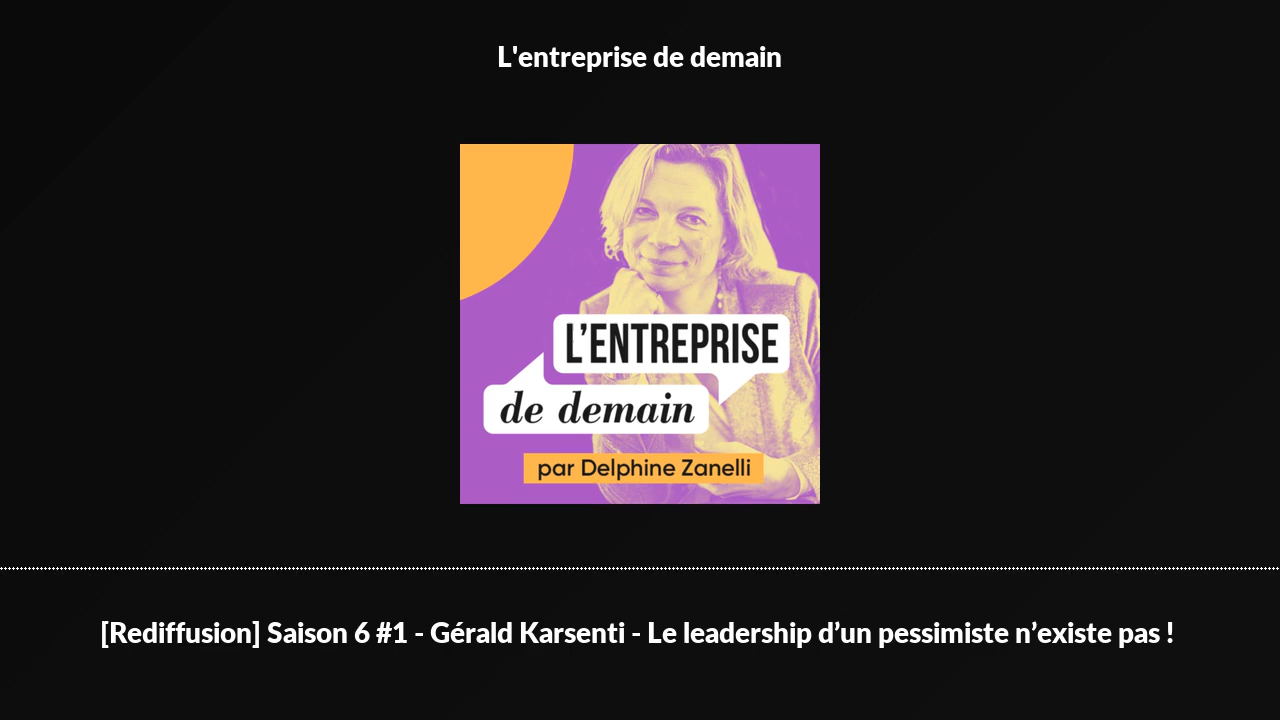 L'entreprise de demain
L’ENTREPRISE
de demain
par Delphine Zanelli
[Rediffusion] Saison 6 #1 - Gérald Karsenti - Le leadership d’un pessimiste n’existe pas !